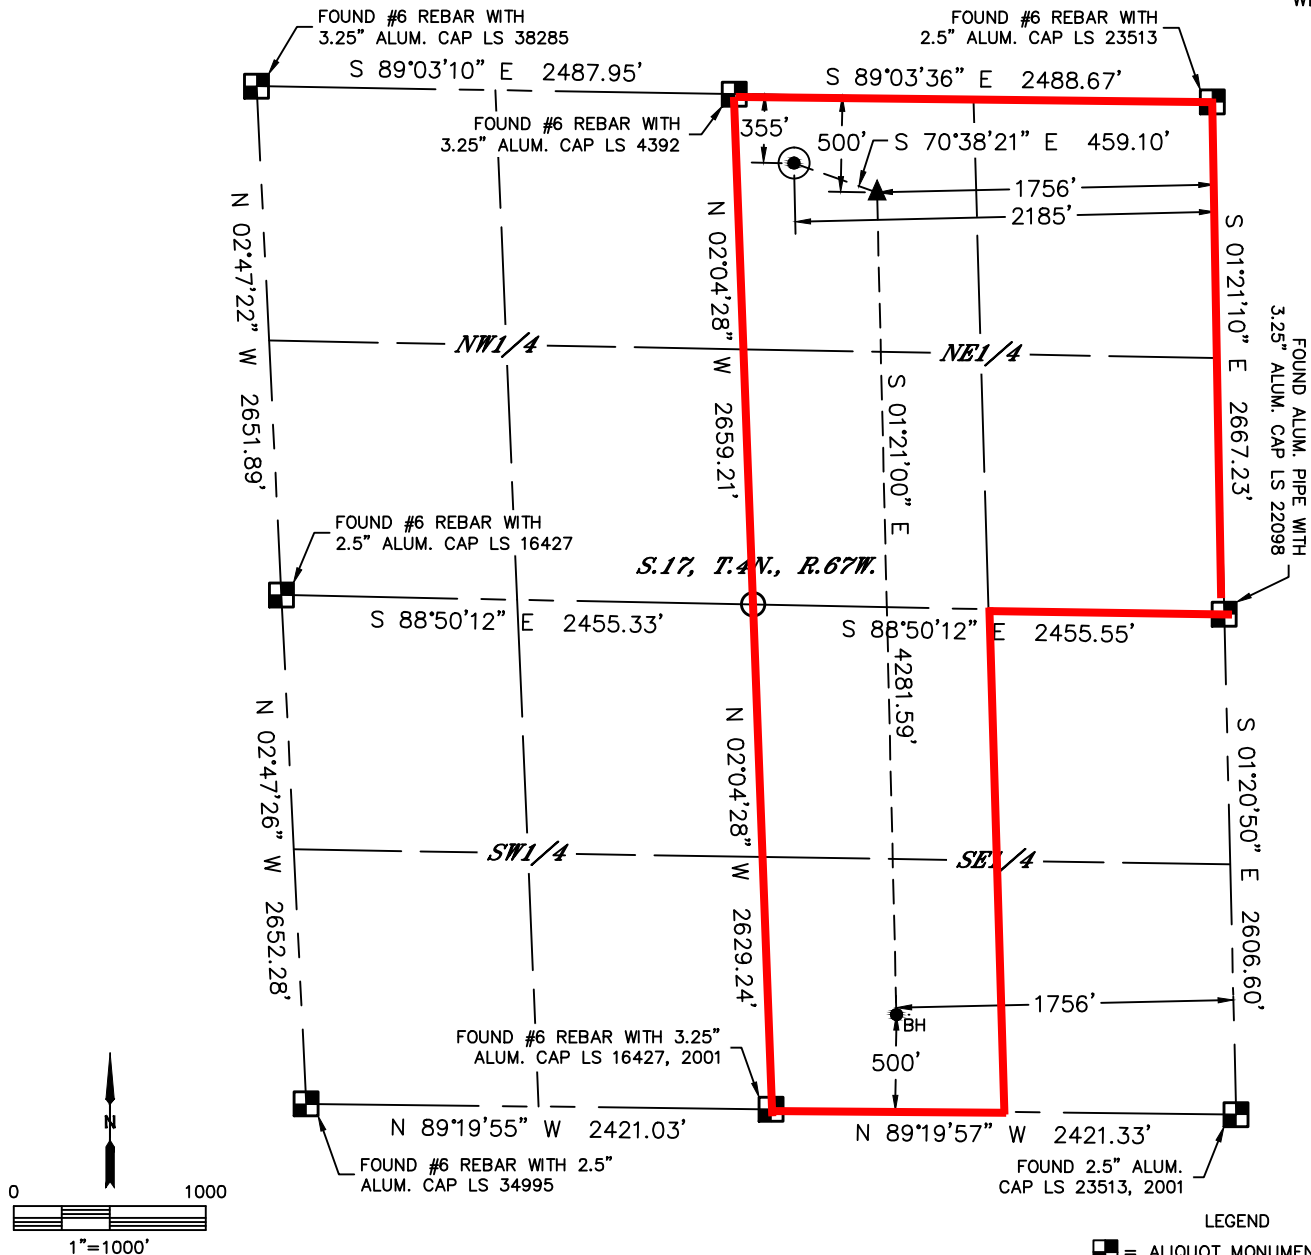 FOUND #6 REBAR WITH
3.25" ALUM. CAP LS 38285
FOUND #6 REBAR WITH
2.5" ALUM. CAP LS 23513
S 89°03'10" E 2487.95'
S 89°03'36" E 2488.67'
FOUND #6 REBAR WITH
3.25" ALUM. CAP LS 4392
355'
500'
S 70°38'21" E 459.10'
1756'
2185'
N 02°47'22" W 2651.89'
N 02°04'28" W 2659.21'
S 01°21'10" E 2667.23'
FOUND ALUM. PIPE WITH
3.25" ALUM. CAP LS 22098
NW1/4
NE1/4
S 01°21'00" E 4281.59'
FOUND #6 REBAR WITH
2.5" ALUM. CAP LS 16427
S.17, T.4N., R.67W.
S 88°50'12" E 2455.33'
S 88°50'12" E 2455.55'
N 02°47'26" W 2652.28'
N 02°04'28" W 2629.24'
S 01°20'50" E 2606.60'
SW1/4
SE1/4
1756'
BH
500'
FOUND #6 REBAR WITH 3.25"
ALUM. CAP LS 16427, 2001
N 89°19'55" W 2421.03'
N 89°19'57" W 2421.33'
FOUND #6 REBAR WITH 2.5"
ALUM. CAP LS 34995
FOUND 2.5" ALUM.
CAP LS 23513, 2001
N
0 1000
1"=1000'
LEGEND
= ALIQUOT MONUMEN